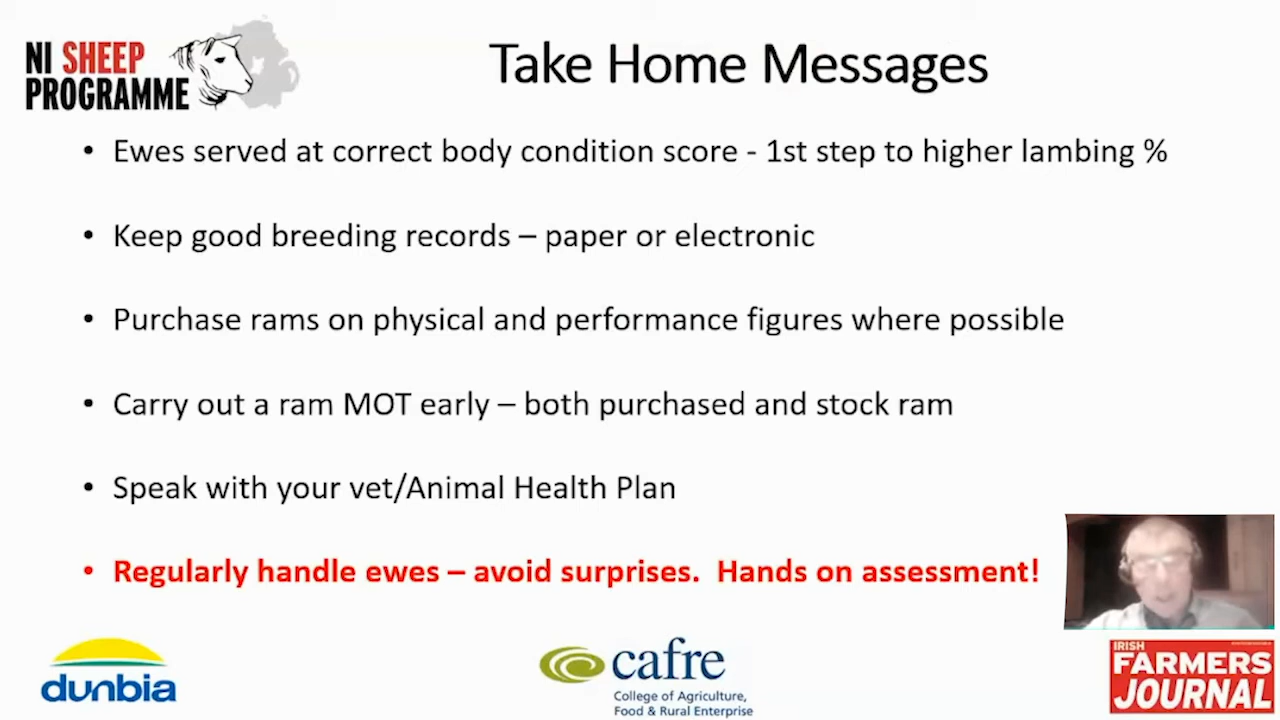 NI SHEEP
PROGRAMME
Take Home Messages
• Ewes served at correct body condition score - 1st step to higher lambing %
• Keep good breeding records – paper or electronic
• Purchase rams on physical and performance figures where possible
• Carry out a ram MOT early – both purchased and stock ram
• Speak with your vet/Animal Health Plan
• Regularly handle ewes – avoid surprises. Hands on assessment!
dunbia
cafre
College of Agriculture,
Food & Rural Enterprise
IRISH
FARMERS
JOURNAL